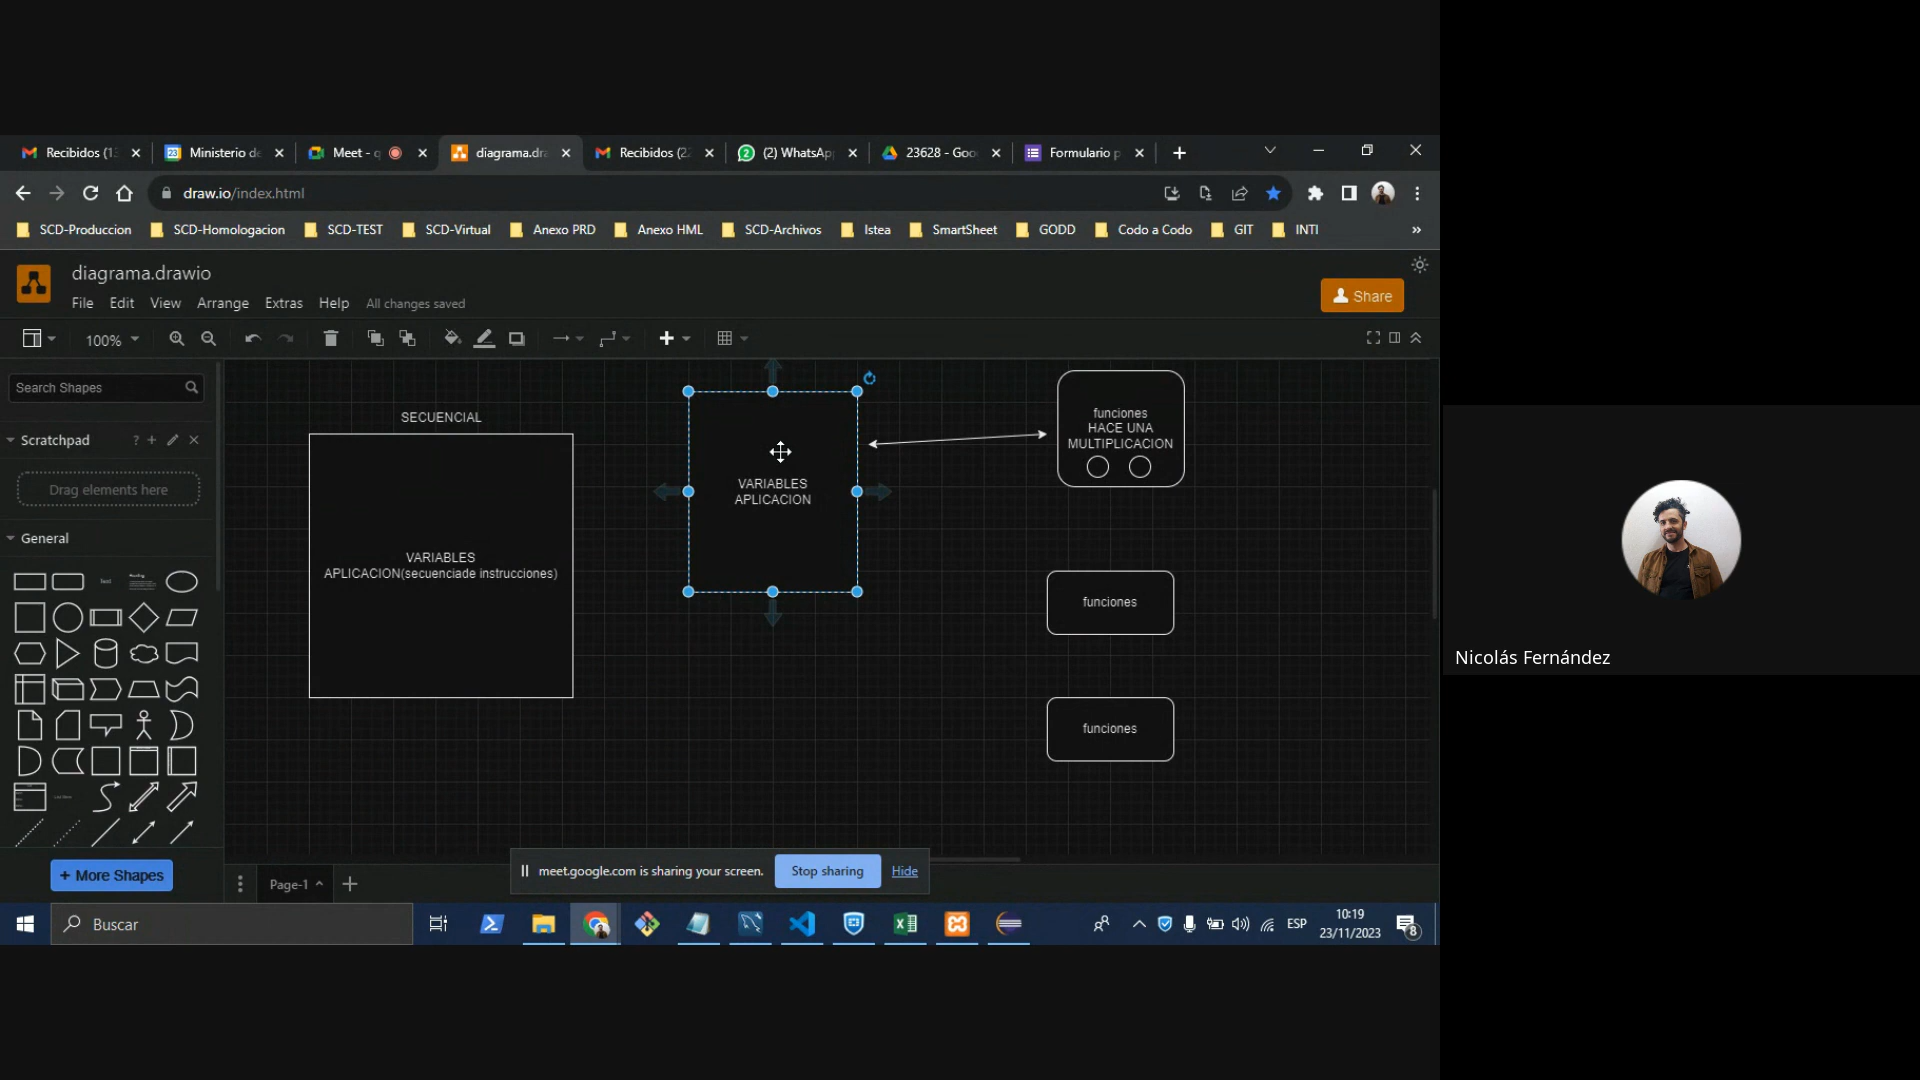 Recibidos (1
Ministerio de
Meet - q
diagrama.dra
Recibidos (2
(2) WhatsAp
23628 - Goo
Formulario p
draw.io/index.html
SCD-Produccion
SCD-Homologacion
SCD-TEST
SCD-Virtual
Anexo PRD
Anexo HML
SCD-Archivos
Istea
SmartSheet
GODD
Codo a Codo
GIT
INTI
»
diagrama.drawio
File Edit View Arrange Extras Help All changes saved
Share
100%
Search Shapes
Scratchpad
?
Drag elements here
General
Text
Heading
SECUENCIAL
VARIABLES
APLICACION(secuenciade instrucciones)
VARIABLES
APLICACION
funciones
HACE UNA
MULTIPLICACION
funciones
funciones
+ More Shapes
Page-1
meet.google.com is sharing your screen.
Stop sharing
Hide
Buscar
ESP
10:19
23/11/2023
8
Nicolás Fernández